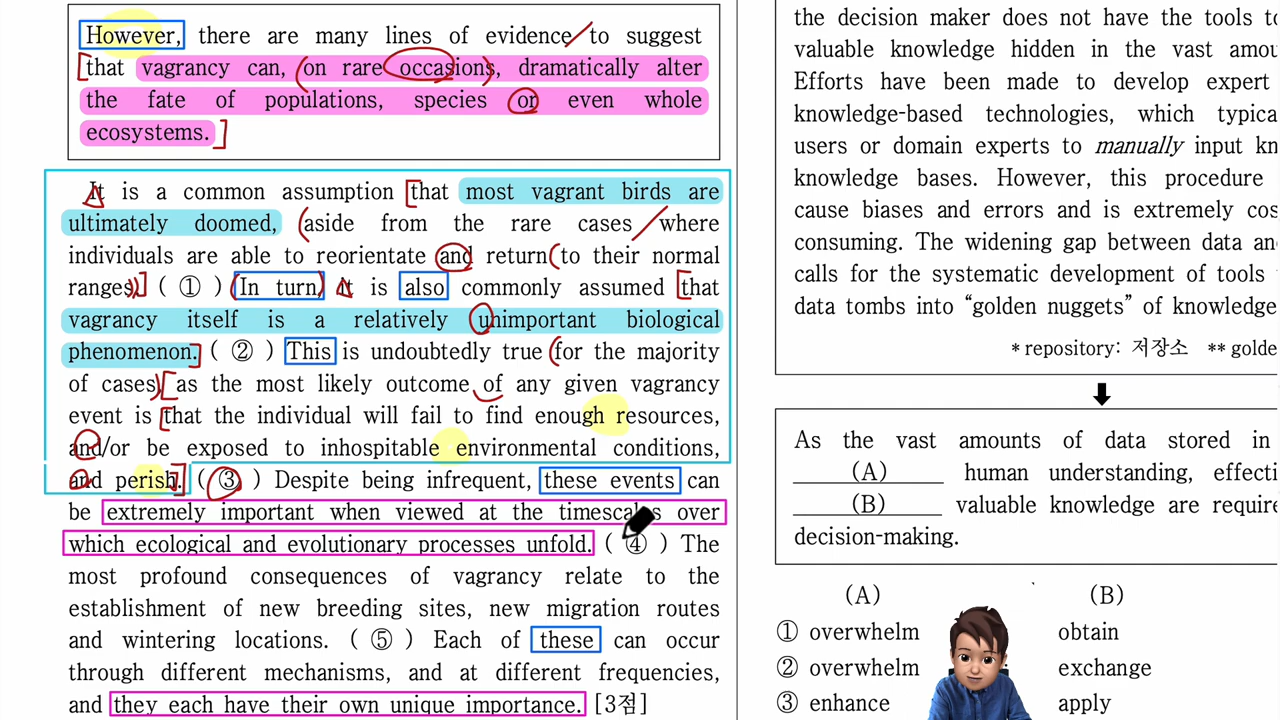 However, there are many lines of evidence to suggest
that vagrancy can, on rare occasions, dramatically alter
the fate of populations, species or even whole
ecosystems.
It is a common assumption that most vagrant birds are
ultimately doomed, aside from the rare cases where
individuals are able to reorientate and return to their normal
ranges. ( ① ) In turn, it is also commonly assumed that
vagrancy itself is a relatively unimportant biological
phenomenon. ( ② ) This is undoubtedly true for the majority
of cases, as the most likely outcome of any given vagrancy
event is that the individual will fail to find enough resources,
and/or be exposed to inhospitable environmental conditions,
and perish. ( ③ ) Despite being infrequent, these events can
be extremely important when viewed at the timescales over
which ecological and evolutionary processes unfold. ( ④ ) The
most profound consequences of vagrancy relate to the
establishment of new breeding sites, new migration routes
and wintering locations. ( ⑤ ) Each of these can occur
through different mechanisms, and at different frequencies,
and they each have their own unique importance. [3점]
the decision maker does not have the tools to
valuable knowledge hidden in the vast
Efforts have been made to develop expert
knowledge-based technologies, which
users or domain experts to manually input
knowledge bases. However, this procedure
cause biases and errors and is extremely
consuming. The widening gap between data
calls for the systematic development of tools
data tombs into “golden nuggets” of knowledge
* repository: 저장소 **
As the vast amounts of data stored in
(A) human understanding,
(B) valuable knowledge are
decision-making.
(A) (B)
① overwhelm obtain
② overwhelm exchange
③ enhance apply